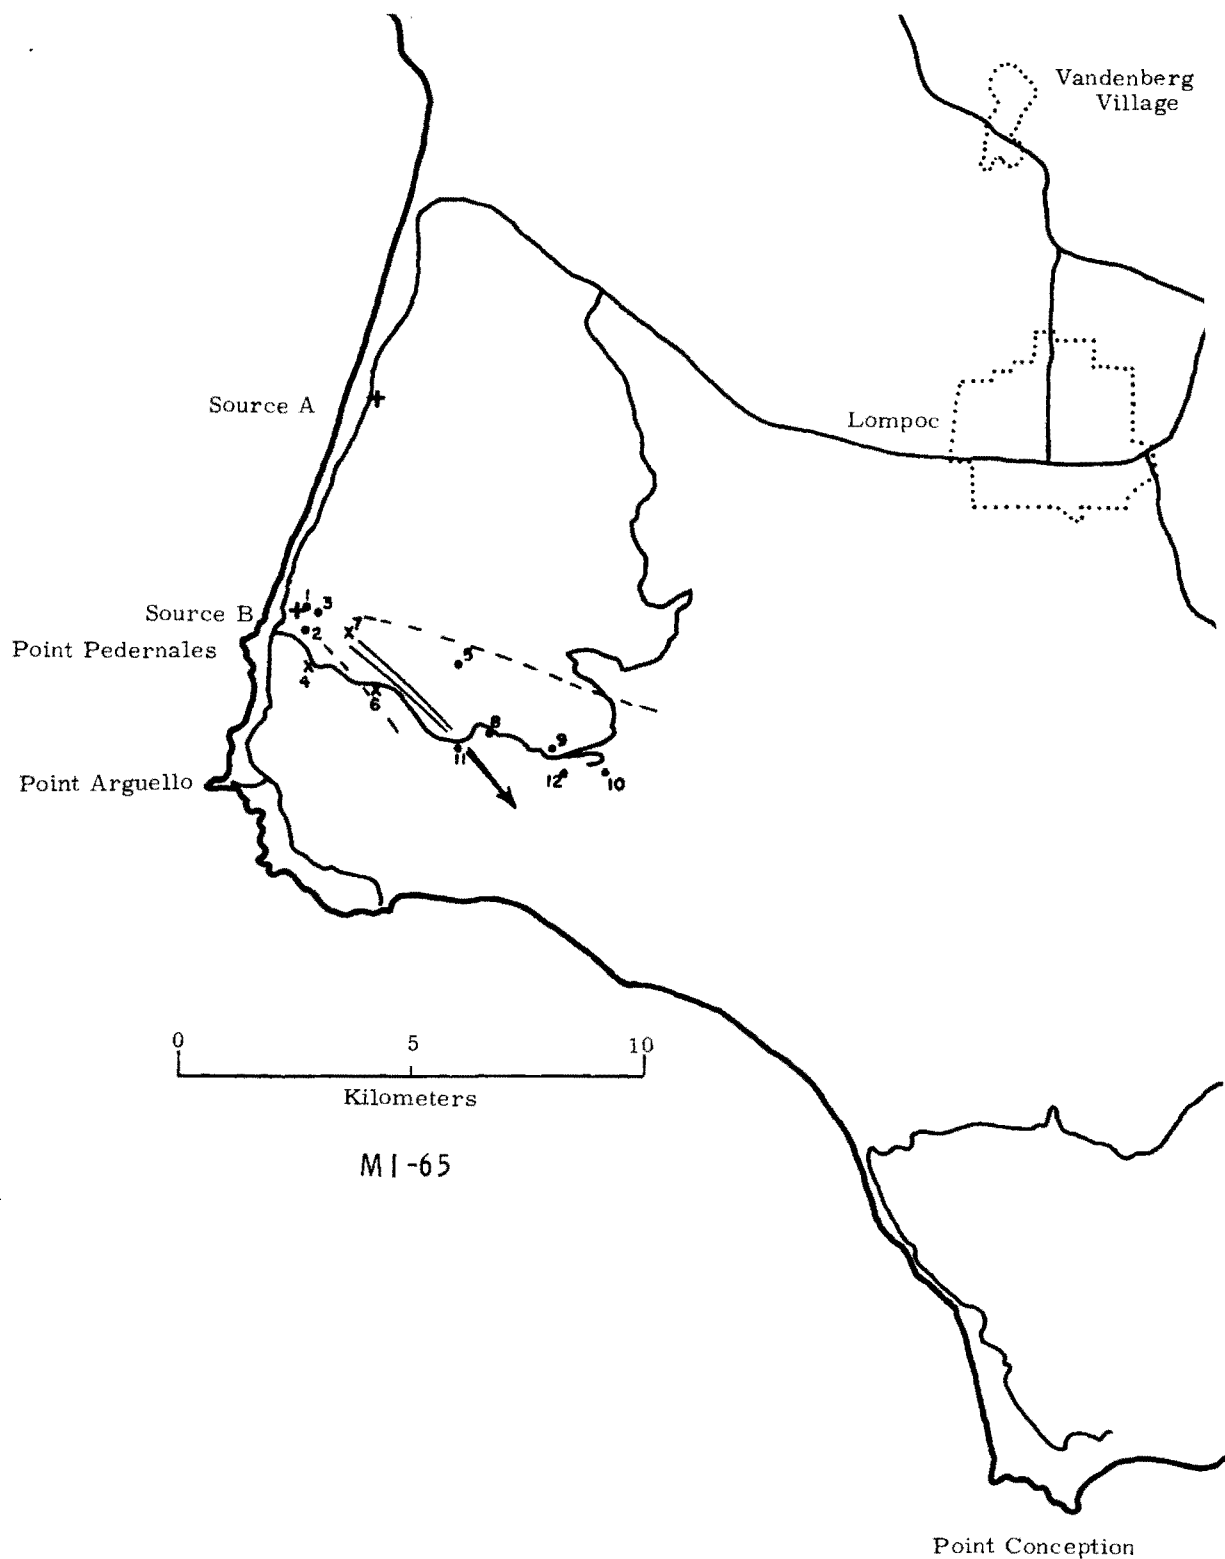 Vandenberg
Village
Source A
Lompoc
Source B
1
3
2
7
Point Pedernales
4
5
6
8
9
11
12
10
Point Arguello
0
5
10
Kilometers
MI-65
Point Conception